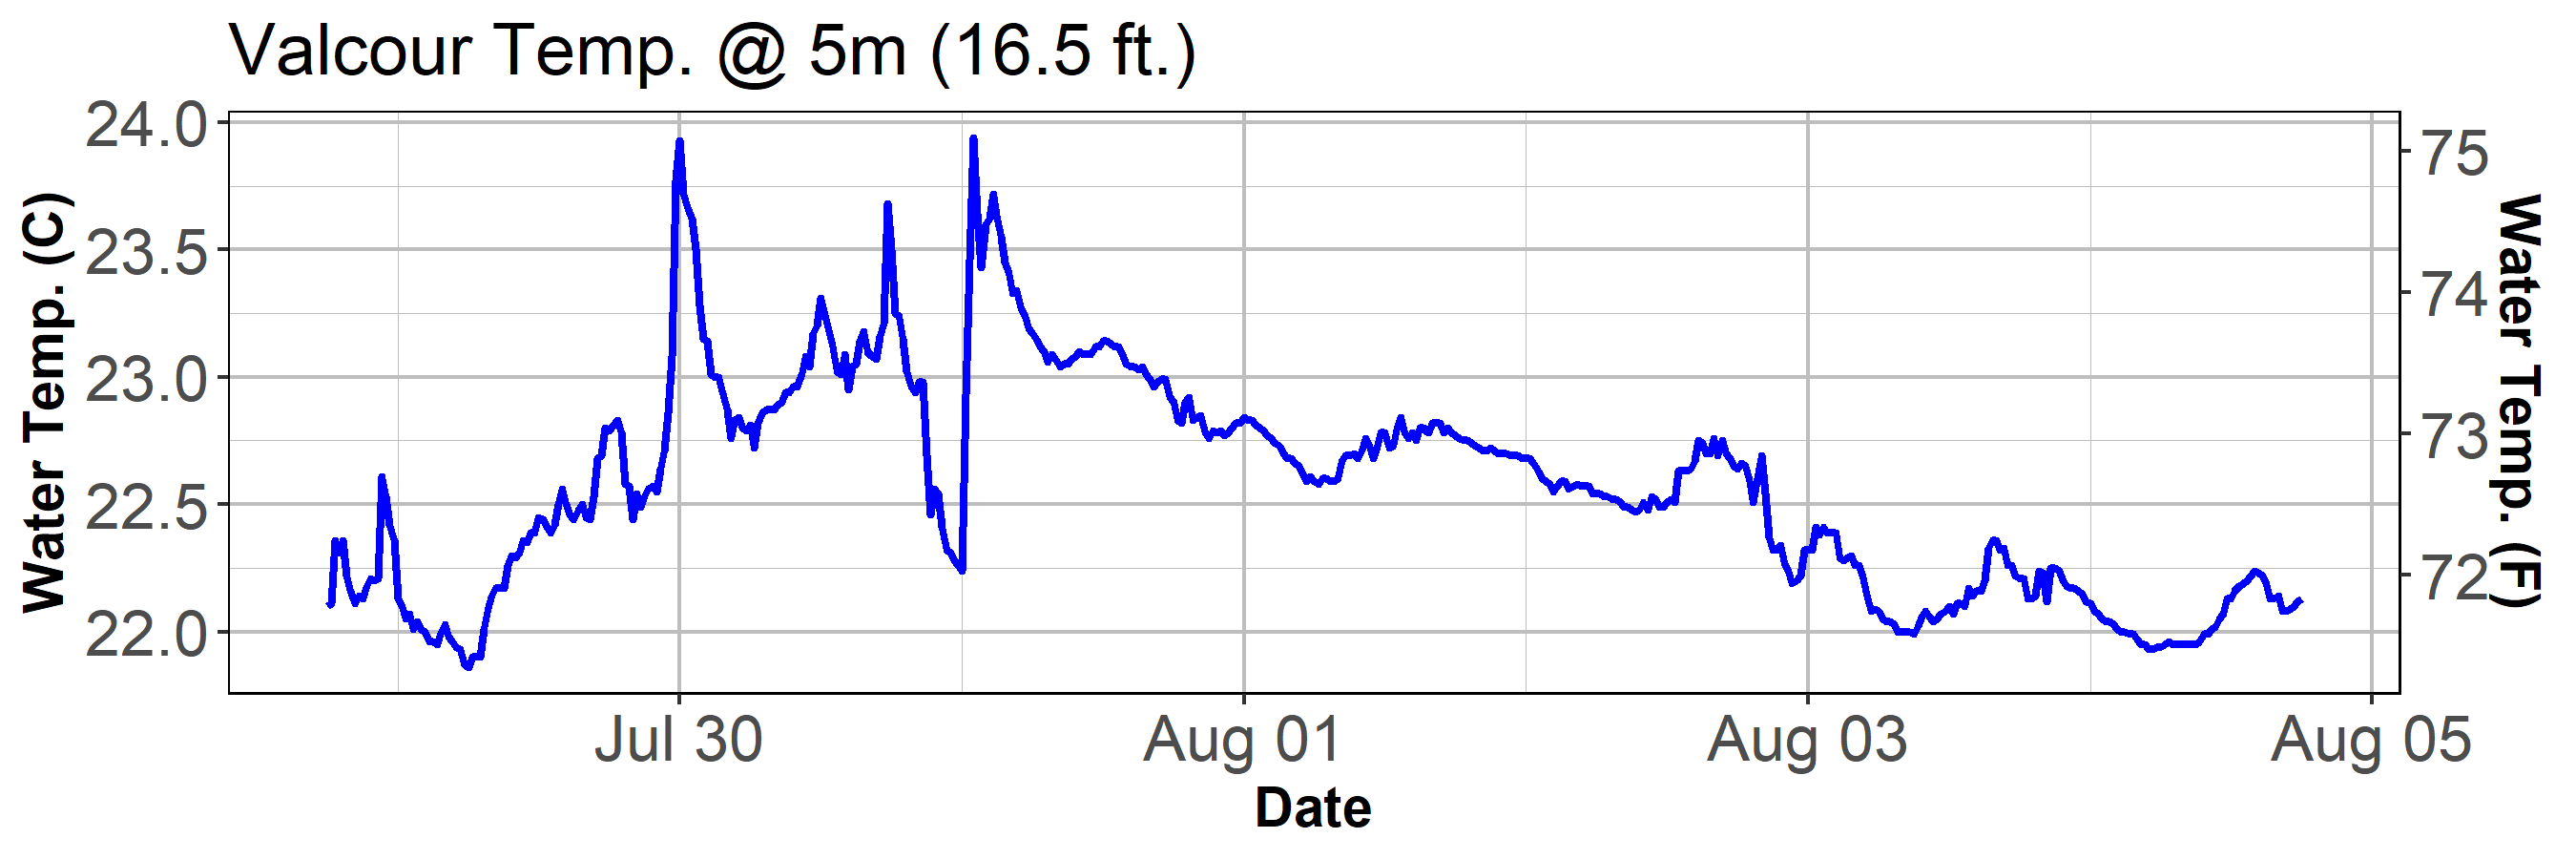 Valcour Temp. @ 5m (16.5 ft.)
Water Temp. (C)
24.0
23.5
23.0
22.5
22.0
75
74
73
72
Water Temp. (F)
Jul 30
Aug 01
Aug 03
Aug 05
Date